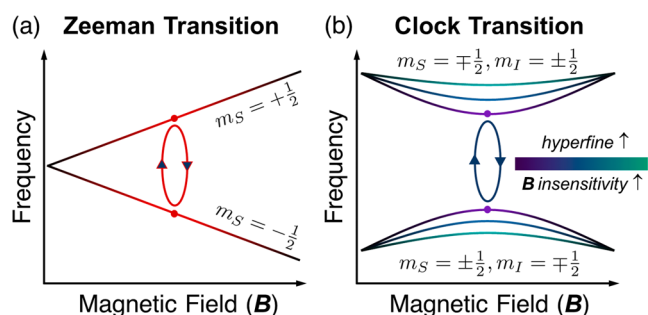 (a) Zeeman Transition
Frequency
m_S = +1/2
m_S = −1/2
Magnetic Field (B)
(b) Clock Transition
Frequency
m_S = ∓1/2, m_I = ±1/2
hyperfine ↑
B insensitivity ↑
m_S = ±1/2, m_I = ∓1/2
Magnetic Field (B)